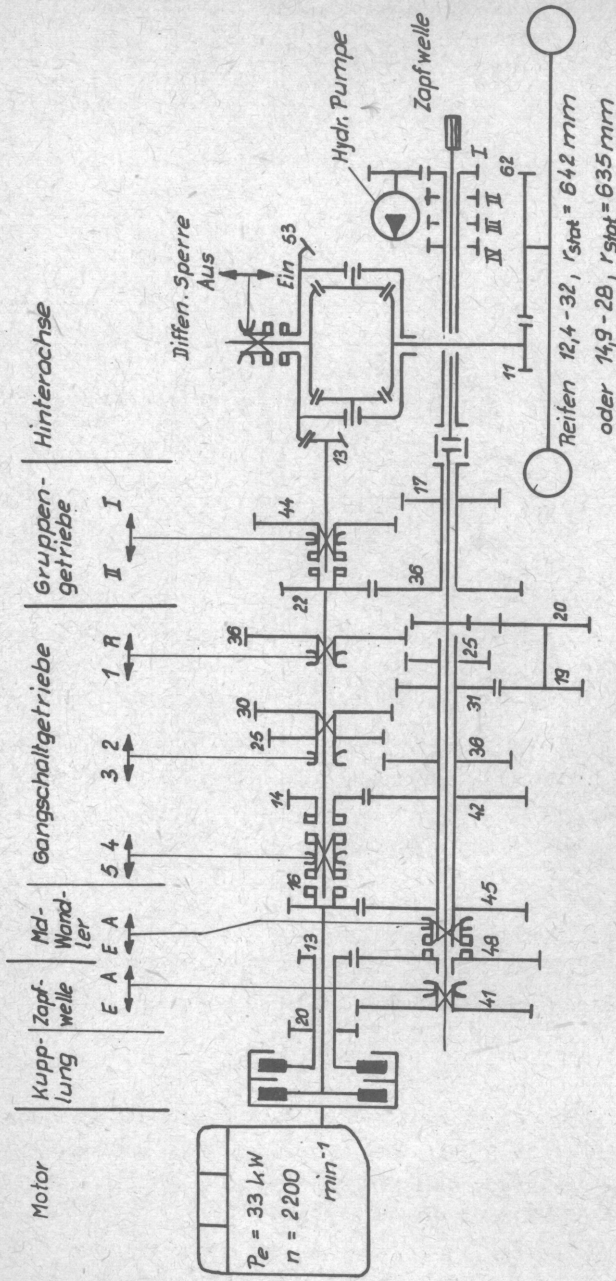 Motor
Kupp-
lung
Zapf-
welle
Md-
Wand-
ler
Gangschaltgetriebe
Gruppen-
getriebe
Hinterachse
E A
E A
5 4
3 2
1 R
II I
Diffen. Sperre
Aus
Ein
53
Hydr. Pumpe
Zapfwelle
Pe = 33 kW
n = 2200
min-1
20
13
16
14
25
30
36
22
44
13
41
48
45
42
38
31
25
19
20
36
17
11
62
IV
III
II
I
Reifen 12,4-32, rstat = 642 mm
oder 14,9-28, rstat = 635 mm